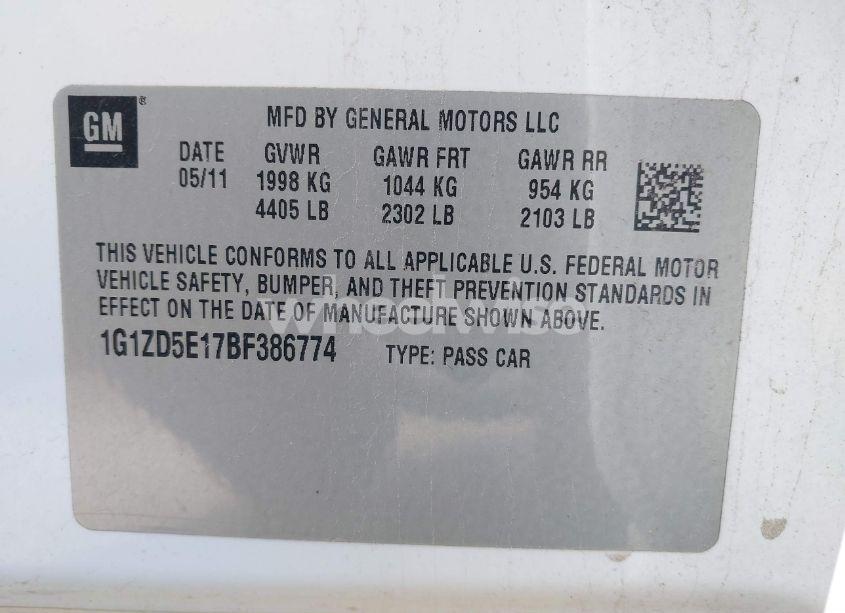 GM®
MFD BY GENERAL MOTORS LLC
DATE GVWR GAWR FRT GAWR RR
05/11 1998 KG 1044 KG 954 KG
4405 LB 2302 LB 2103 LB
THIS VEHICLE CONFORMS TO ALL APPLICABLE U.S. FEDERAL MOTOR
VEHICLE SAFETY, BUMPER, AND THEFT PREVENTION STANDARDS IN
EFFECT ON THE DATE OF MANUFACTURE SHOWN ABOVE.
1G1ZD5E17BF386774 TYPE: PASS CAR